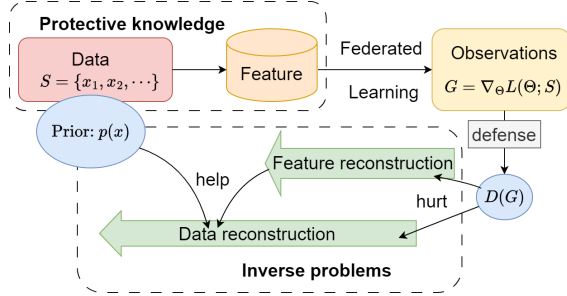 Protective knowledge
Data
S = {x₁, x₂, ⋯}
Feature
Federated
Learning
Observations
G = ∇_Θ L(Θ; S)
defense
Prior: p(x)
Feature reconstruction
help
D(G)
hurt
Data reconstruction
Inverse problems